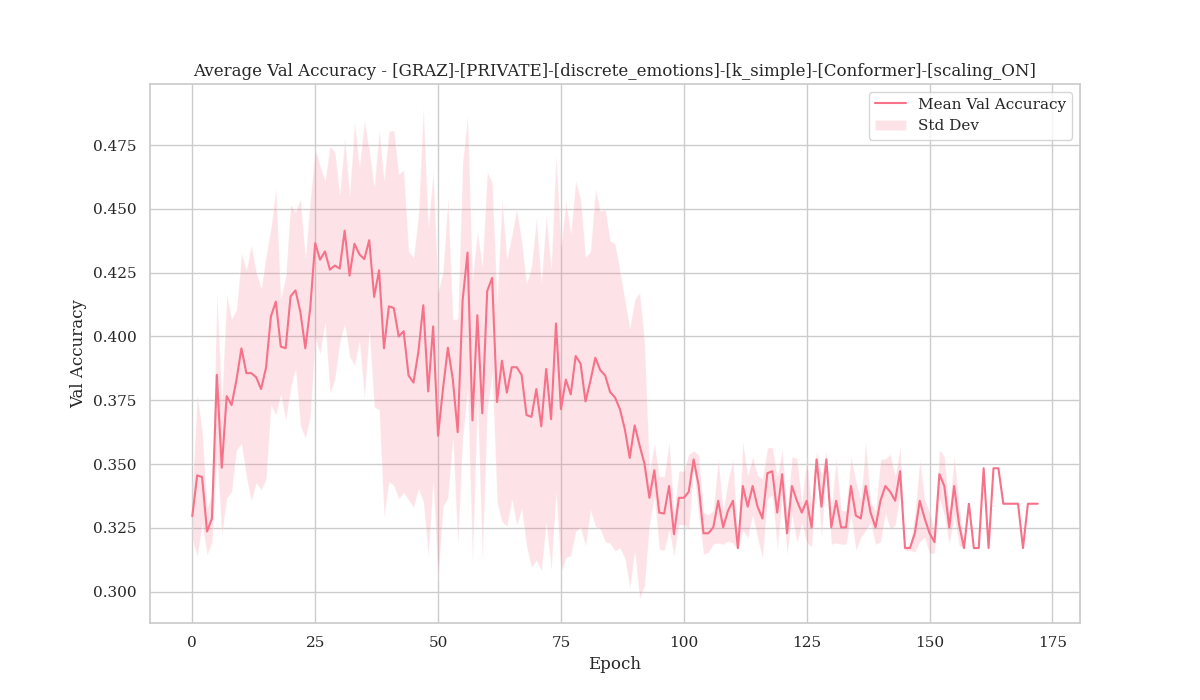 Average Val Accuracy - [GRAZ]-[PRIVATE]-[discrete_emotions]-[k_simple]-[Conformer]-[scaling_ON]
Mean Val Accuracy
Std Dev
0.475
0.450
0.425
0.400
0.375
0.350
0.325
0.300
Val Accuracy
0 25 50 75 100 125 150 175
Epoch